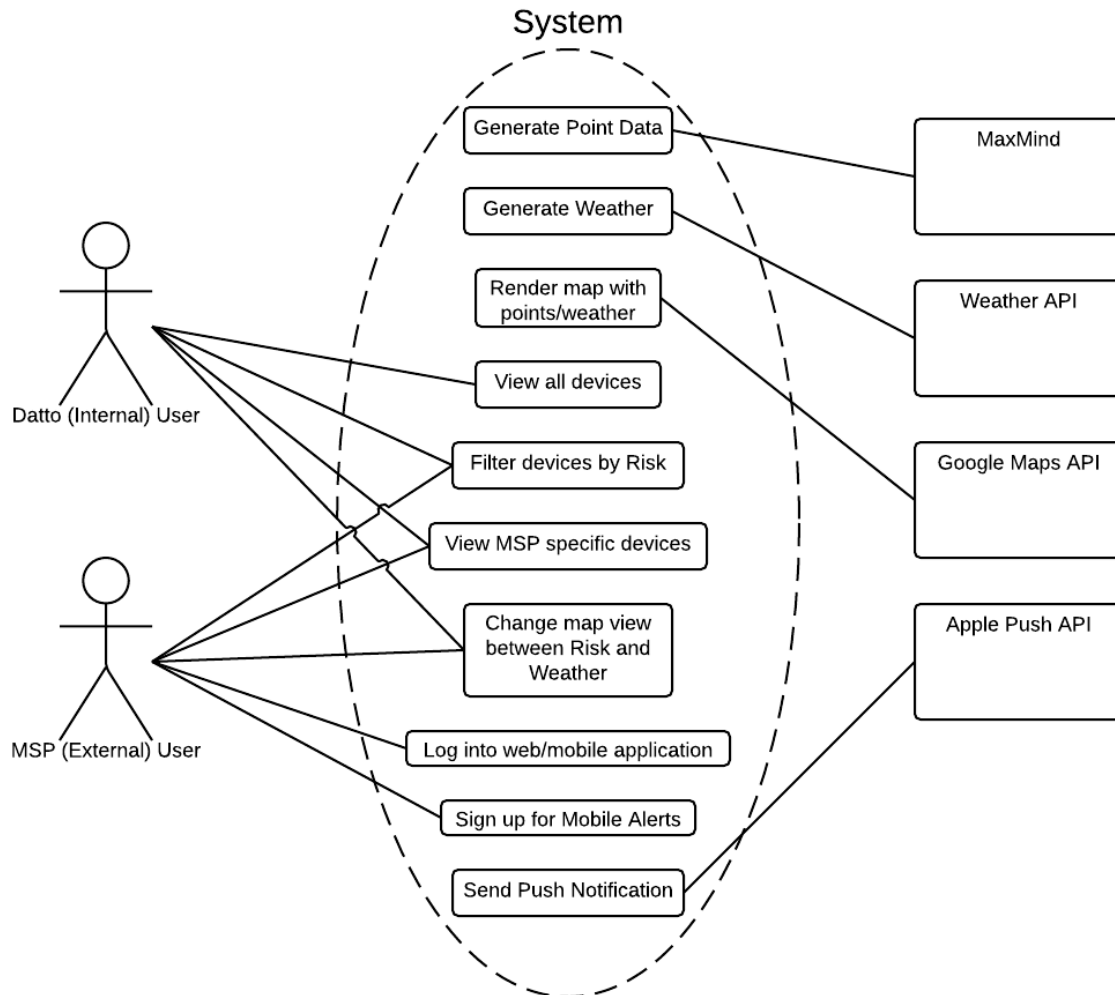 System
Generate Point Data
MaxMind
Generate Weather
Render map with
points/weather
Weather API
View all devices
Datto (Internal) User
Filter devices by Risk
Google Maps API
View MSP specific devices
Change map view
between Risk and
Weather
Apple Push API
MSP (External) User
Log into web/mobile application
Sign up for Mobile Alerts
Send Push Notification